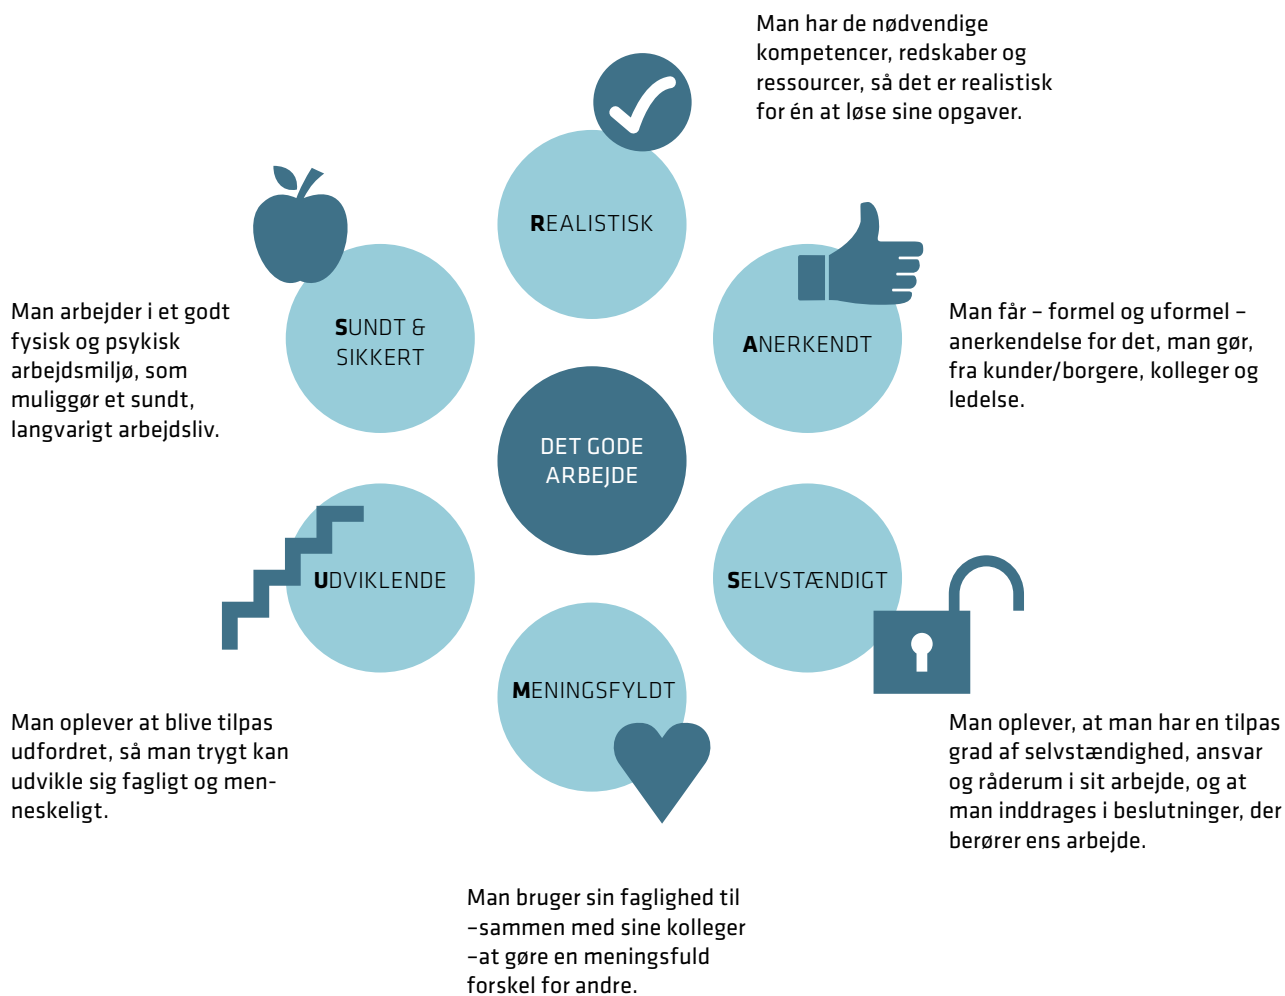 Man har de nødvendige
kompetencer, redskaber og
ressourcer, så det er realistisk
for én at løse sine opgaver.
REALISTISK
SUNDT &
SIKKERT
ANERKENDT
Man arbejder i et godt
fysisk og psykisk
arbejdsmiljø, som
muliggør et sundt,
langvarigt arbejdsliv.
Man får – formel og uformel –
anerkendelse for det, man gør,
fra kunder/borgere, kolleger og
ledelse.
DET GODE
ARBEJDE
UDVIKLENDE
SELVSTÆNDIGT
MENINGSFYLDT
Man oplever at blive tilpas
udfordret, så man trygt kan
udvikle sig fagligt og men-
neskeligt.
Man oplever, at man har en tilpas
grad af selvstændighed, ansvar
og råderum i sit arbejde, og at
man inddrages i beslutninger, der
berører ens arbejde.
Man bruger sin faglighed til
–sammen med sine kolleger
–at gøre en meningsfuld
forskel for andre.